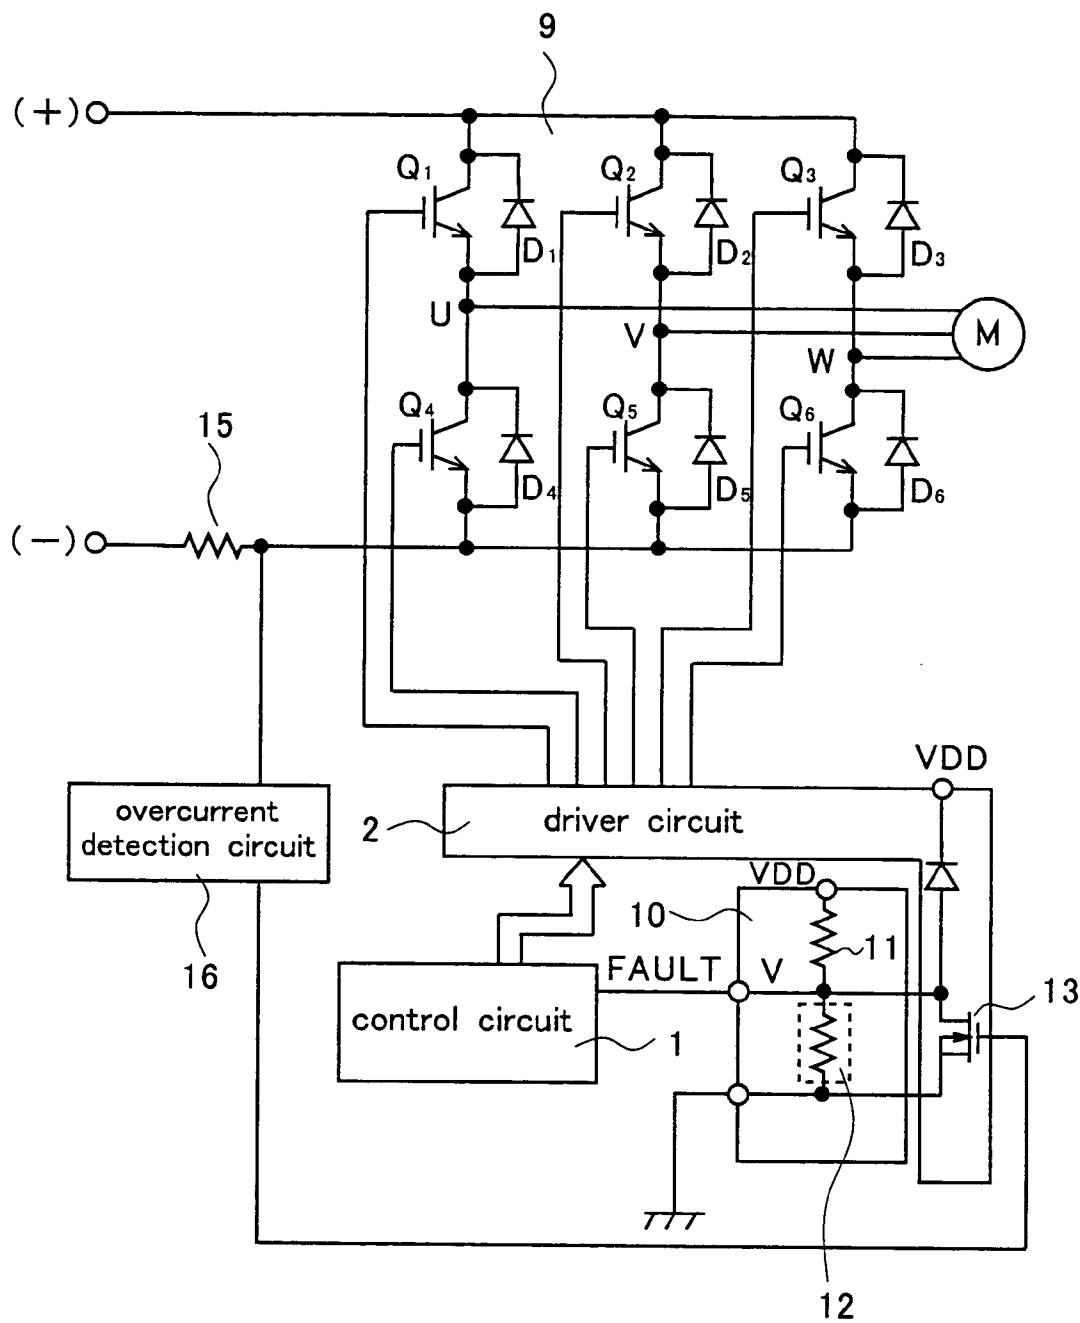 9
(+)
Q1
Q2
Q3
D1
D2
D3
U
V
W
M
Q4
Q5
Q6
15
D4
D5
D6
(-)
VDD
overcurrent
detection circuit
2
driver circuit
VDD
10
11
16
FAULT
V
13
control circuit
1
12